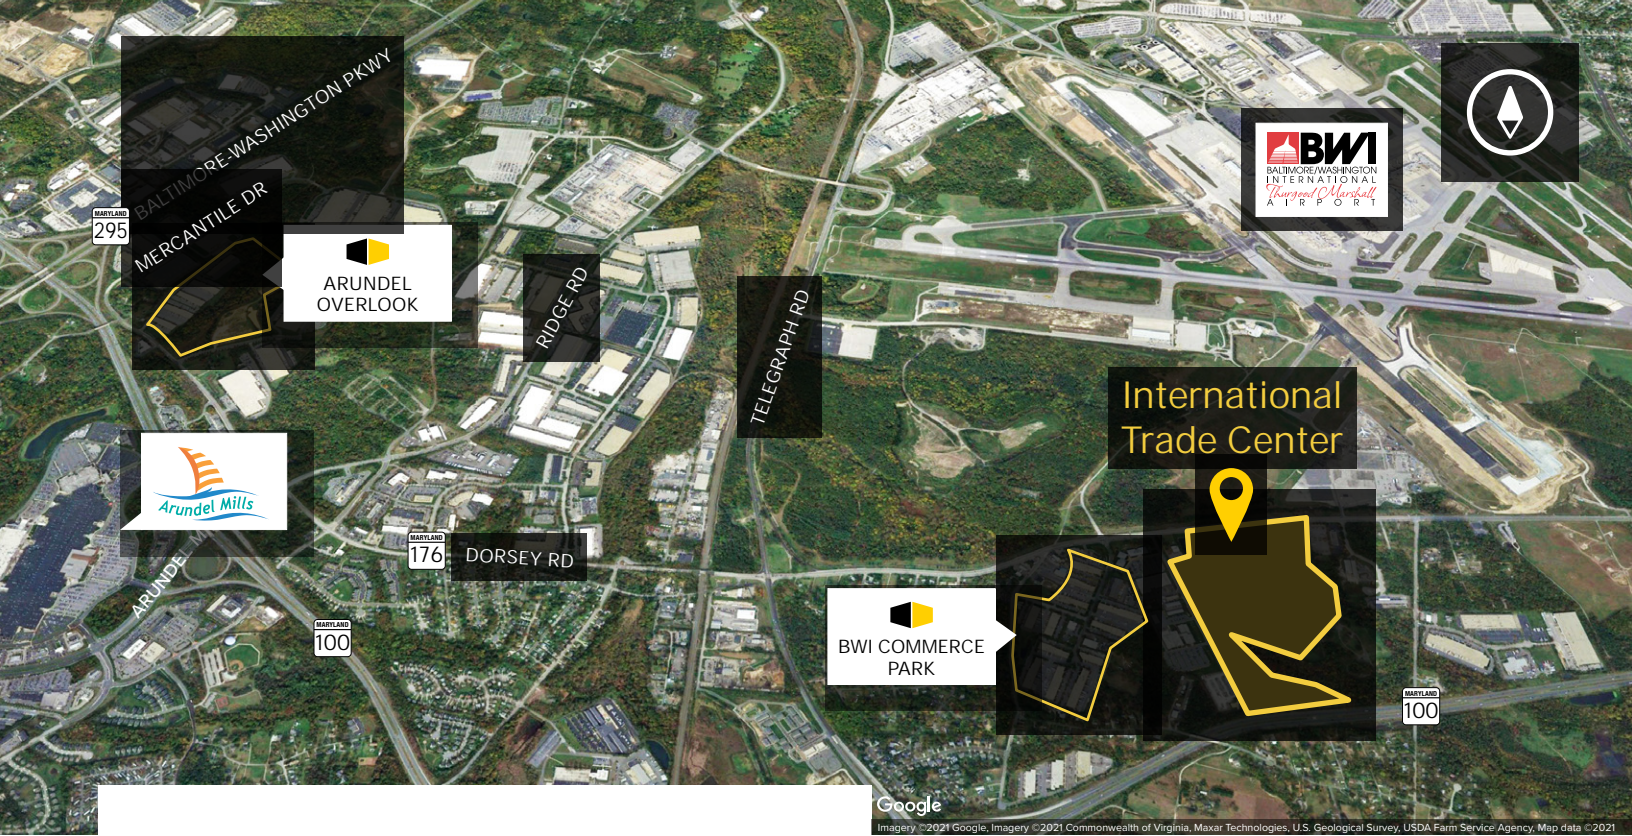 BALTIMORE-WASHINGTON PKWY
MERCANTILE DR
MARYLAND
295
ARUNDEL
OVERLOOK
RIDGE RD
TELEGRAPH RD
BWI
BALTIMORE/WASHINGTON
INTERNATIONAL
Thurgood Marshall
AIRPORT
International
Trade Center
Arundel Mills
MARYLAND
176
DORSEY RD
MARYLAND
100
BWI COMMERCE
PARK
MARYLAND
100
Google
Imagery ©2021 Google, Imagery ©2021 Commonwealth of Virginia, Maxar Technologies, U.S. Geological Survey, USDA Farm Service Agency, Map data ©2021